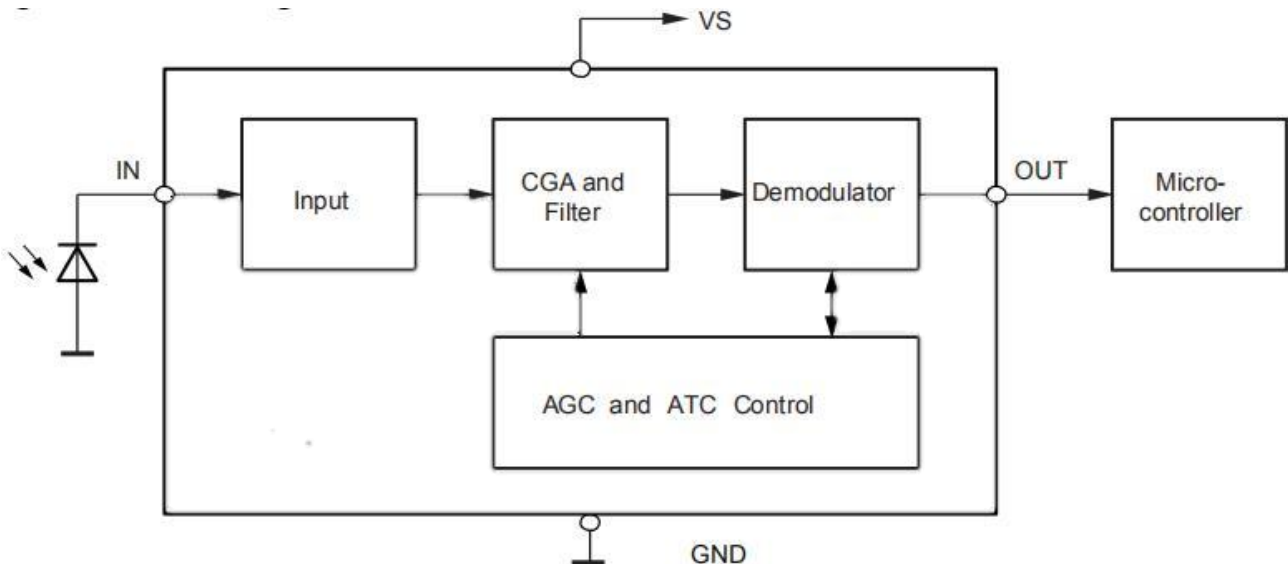 VS
IN
Input
CGA and
Filter
Demodulator
OUT
Micro-
controller
AGC and ATC Control
GND